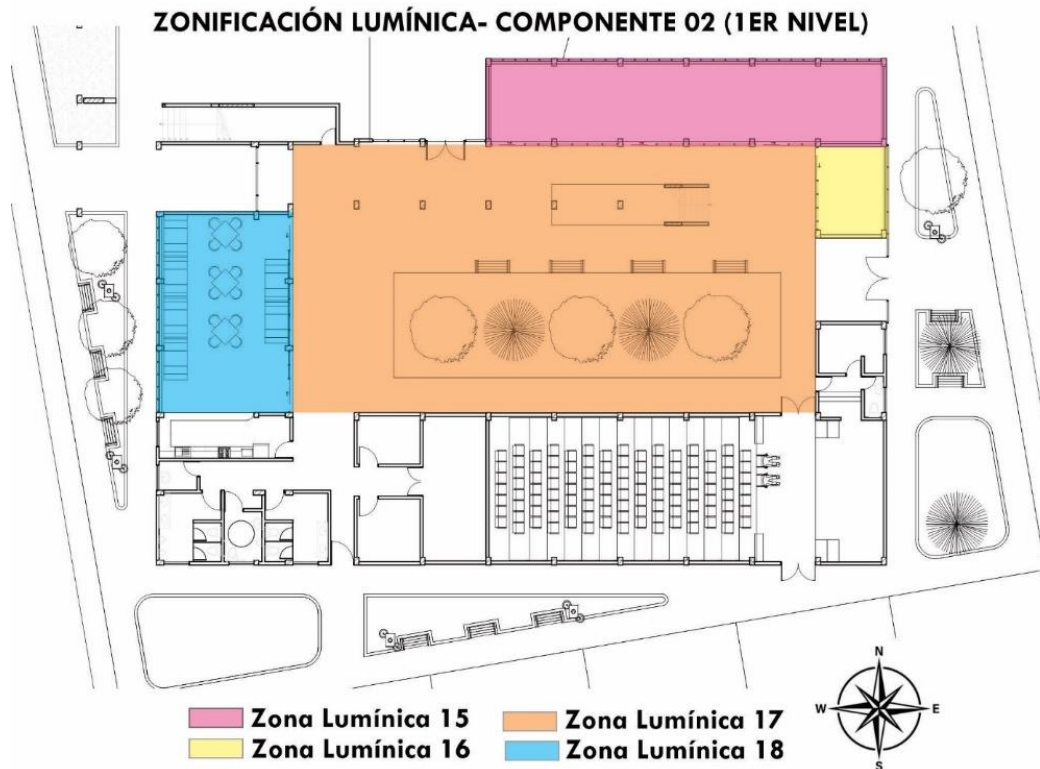 ZONIFICACIÓN LUMÍNICA- COMPONENTE 02 (1ER NIVEL)
N
W E
S
Zona Lumínica 15
Zona Lumínica 17
Zona Lumínica 16
Zona Lumínica 18